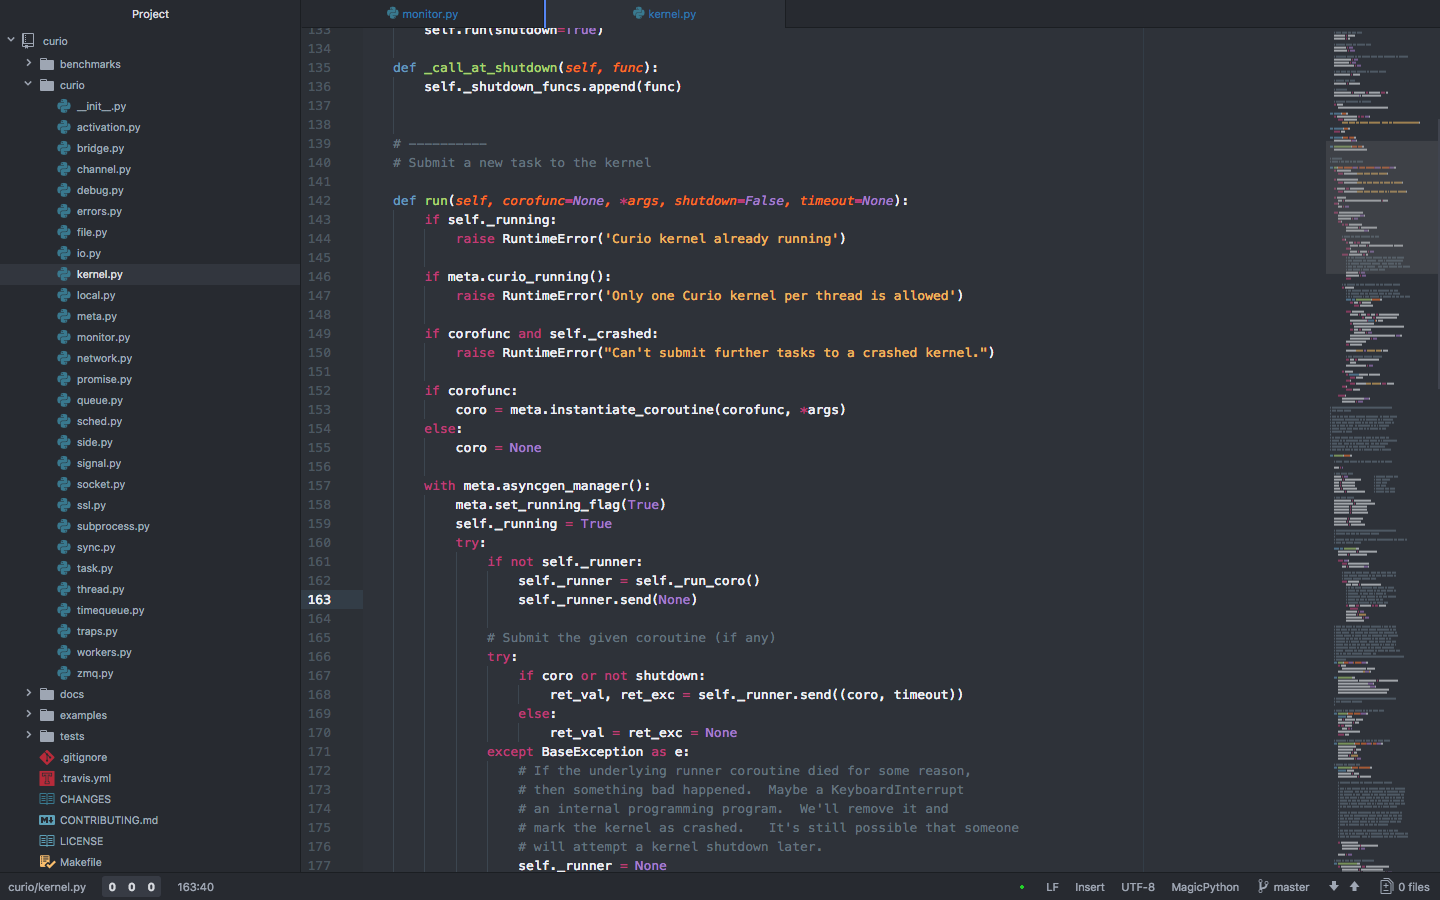 Project
curio
benchmarks
curio
__init__.py
activation.py
bridge.py
channel.py
debug.py
errors.py
file.py
io.py
kernel.py
local.py
meta.py
monitor.py
network.py
promise.py
queue.py
sched.py
side.py
signal.py
socket.py
ssl.py
subprocess.py
sync.py
task.py
thread.py
timequeue.py
traps.py
workers.py
zmq.py
docs
examples
tests
.gitignore
.travis.yml
CHANGES
CONTRIBUTING.md
LICENSE
Makefile
monitor.py
kernel.py
133 self.run(shutdown=True)
134
135 def _call_at_shutdown(self, func):
136 self._shutdown_funcs.append(func)
137
138
139 # ----------
140 # Submit a new task to the kernel
141
142 def run(self, corofunc=None, *args, shutdown=False, timeout=None):
143 if self._running:
144 raise RuntimeError('Curio kernel already running')
145
146 if meta.curio_running():
147 raise RuntimeError('Only one Curio kernel per thread is allowed')
148
149 if corofunc and self._crashed:
150 raise RuntimeError("Can't submit further tasks to a crashed kernel.")
151
152 if corofunc:
153 coro = meta.instantiate_coroutine(corofunc, *args)
154 else:
155 coro = None
156
157 with meta.asyncgen_manager():
158 meta.set_running_flag(True)
159 self._running = True
160 try:
161 if not self._runner:
162 self._runner = self._run_coro()
163 self._runner.send(None)
164
165 # Submit the given coroutine (if any)
166 try:
167 if coro or not shutdown:
168 ret_val, ret_exc = self._runner.send((coro, timeout))
169 else:
170 ret_val = ret_exc = None
171 except BaseException as e:
172 # If the underlying runner coroutine died for some reason,
173 # then something bad happened.  Maybe a KeyboardInterrupt
174 # an internal programming program.  We'll remove it and
175 # mark the kernel as crashed.   It's still possible that someone
176 # will attempt a kernel shutdown later.
177 self._runner = None
curio/kernel.py 0 0 0 163:40 LF Insert UTF-8 MagicPython master 0 files